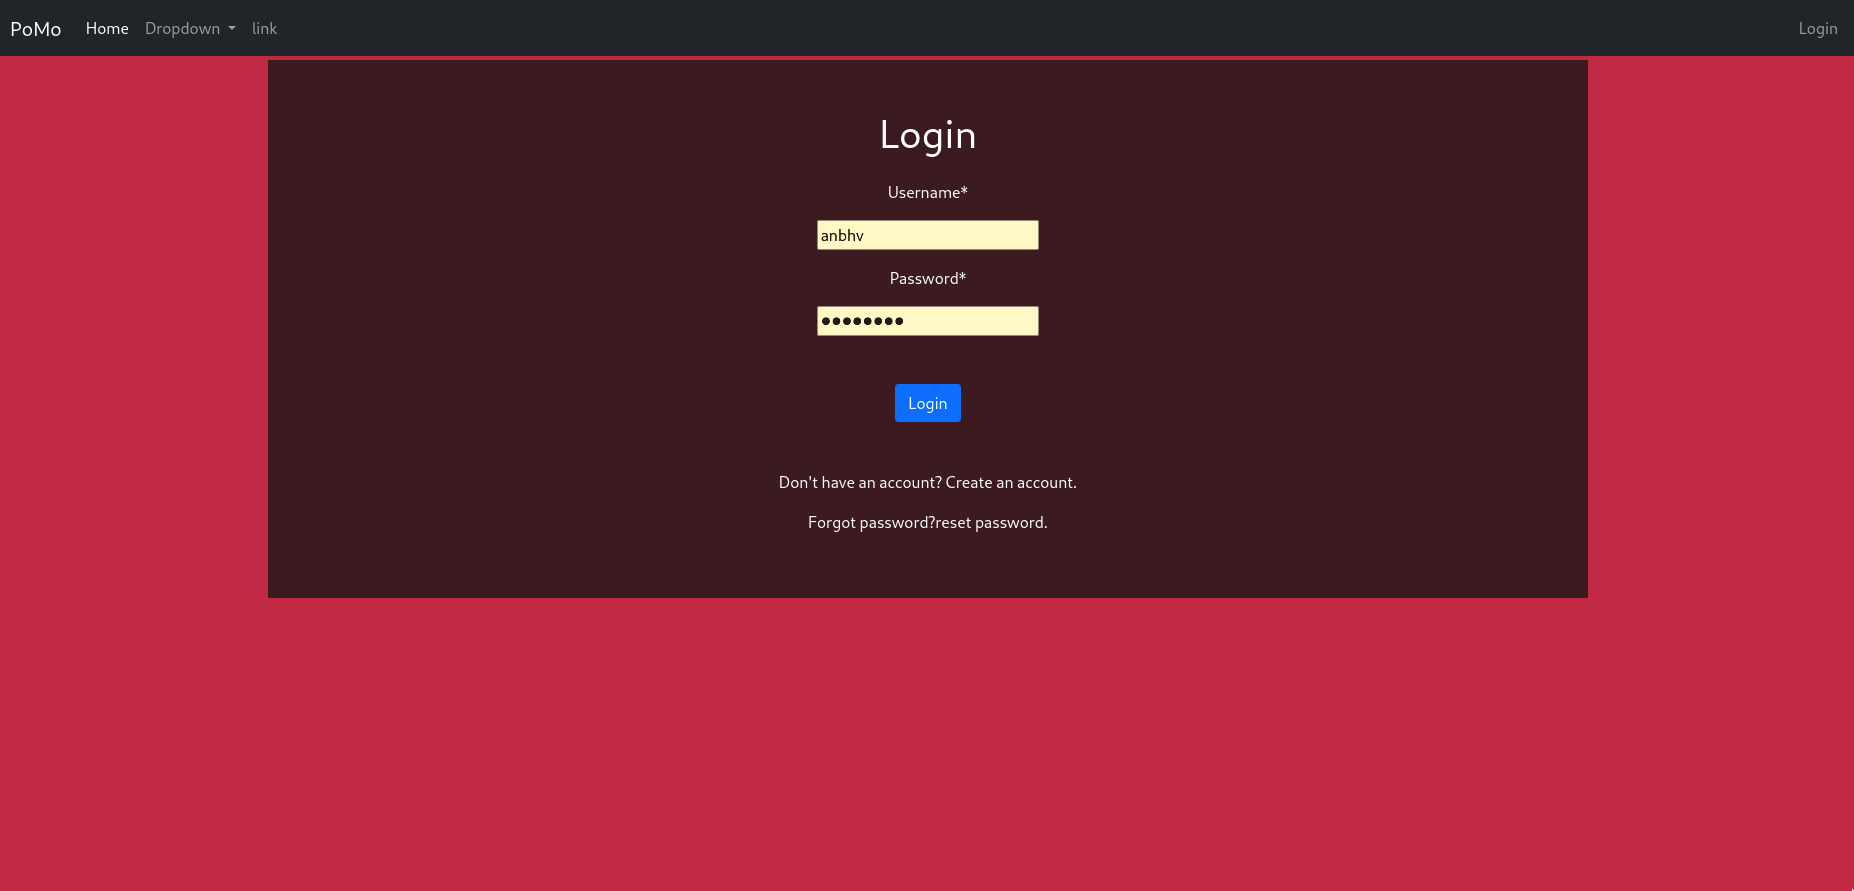 PoMo Home Dropdown link Login
Login
Username*
anbhv
Password*
Login
Don't have an account? Create an account.
Forgot password?reset password.